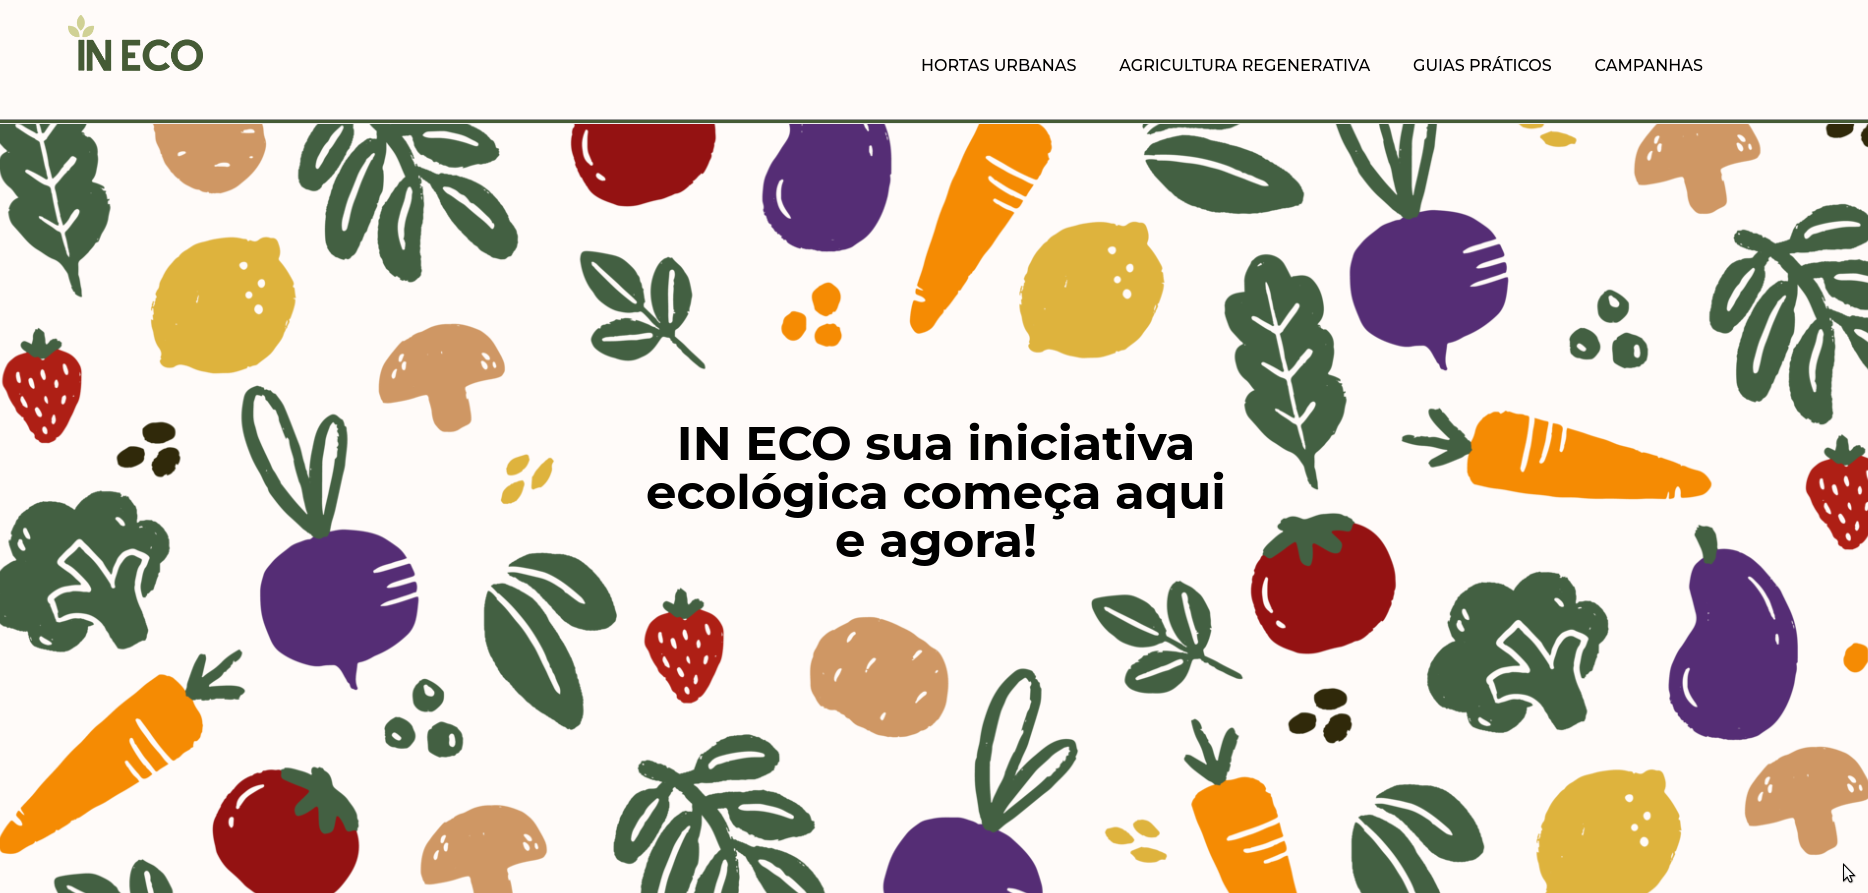 IN ECO
HORTAS URBANAS
AGRICULTURA REGENERATIVA
GUIAS PRÁTICOS
CAMPANHAS
IN ECO sua iniciativa
ecológica começa aqui
e agora!